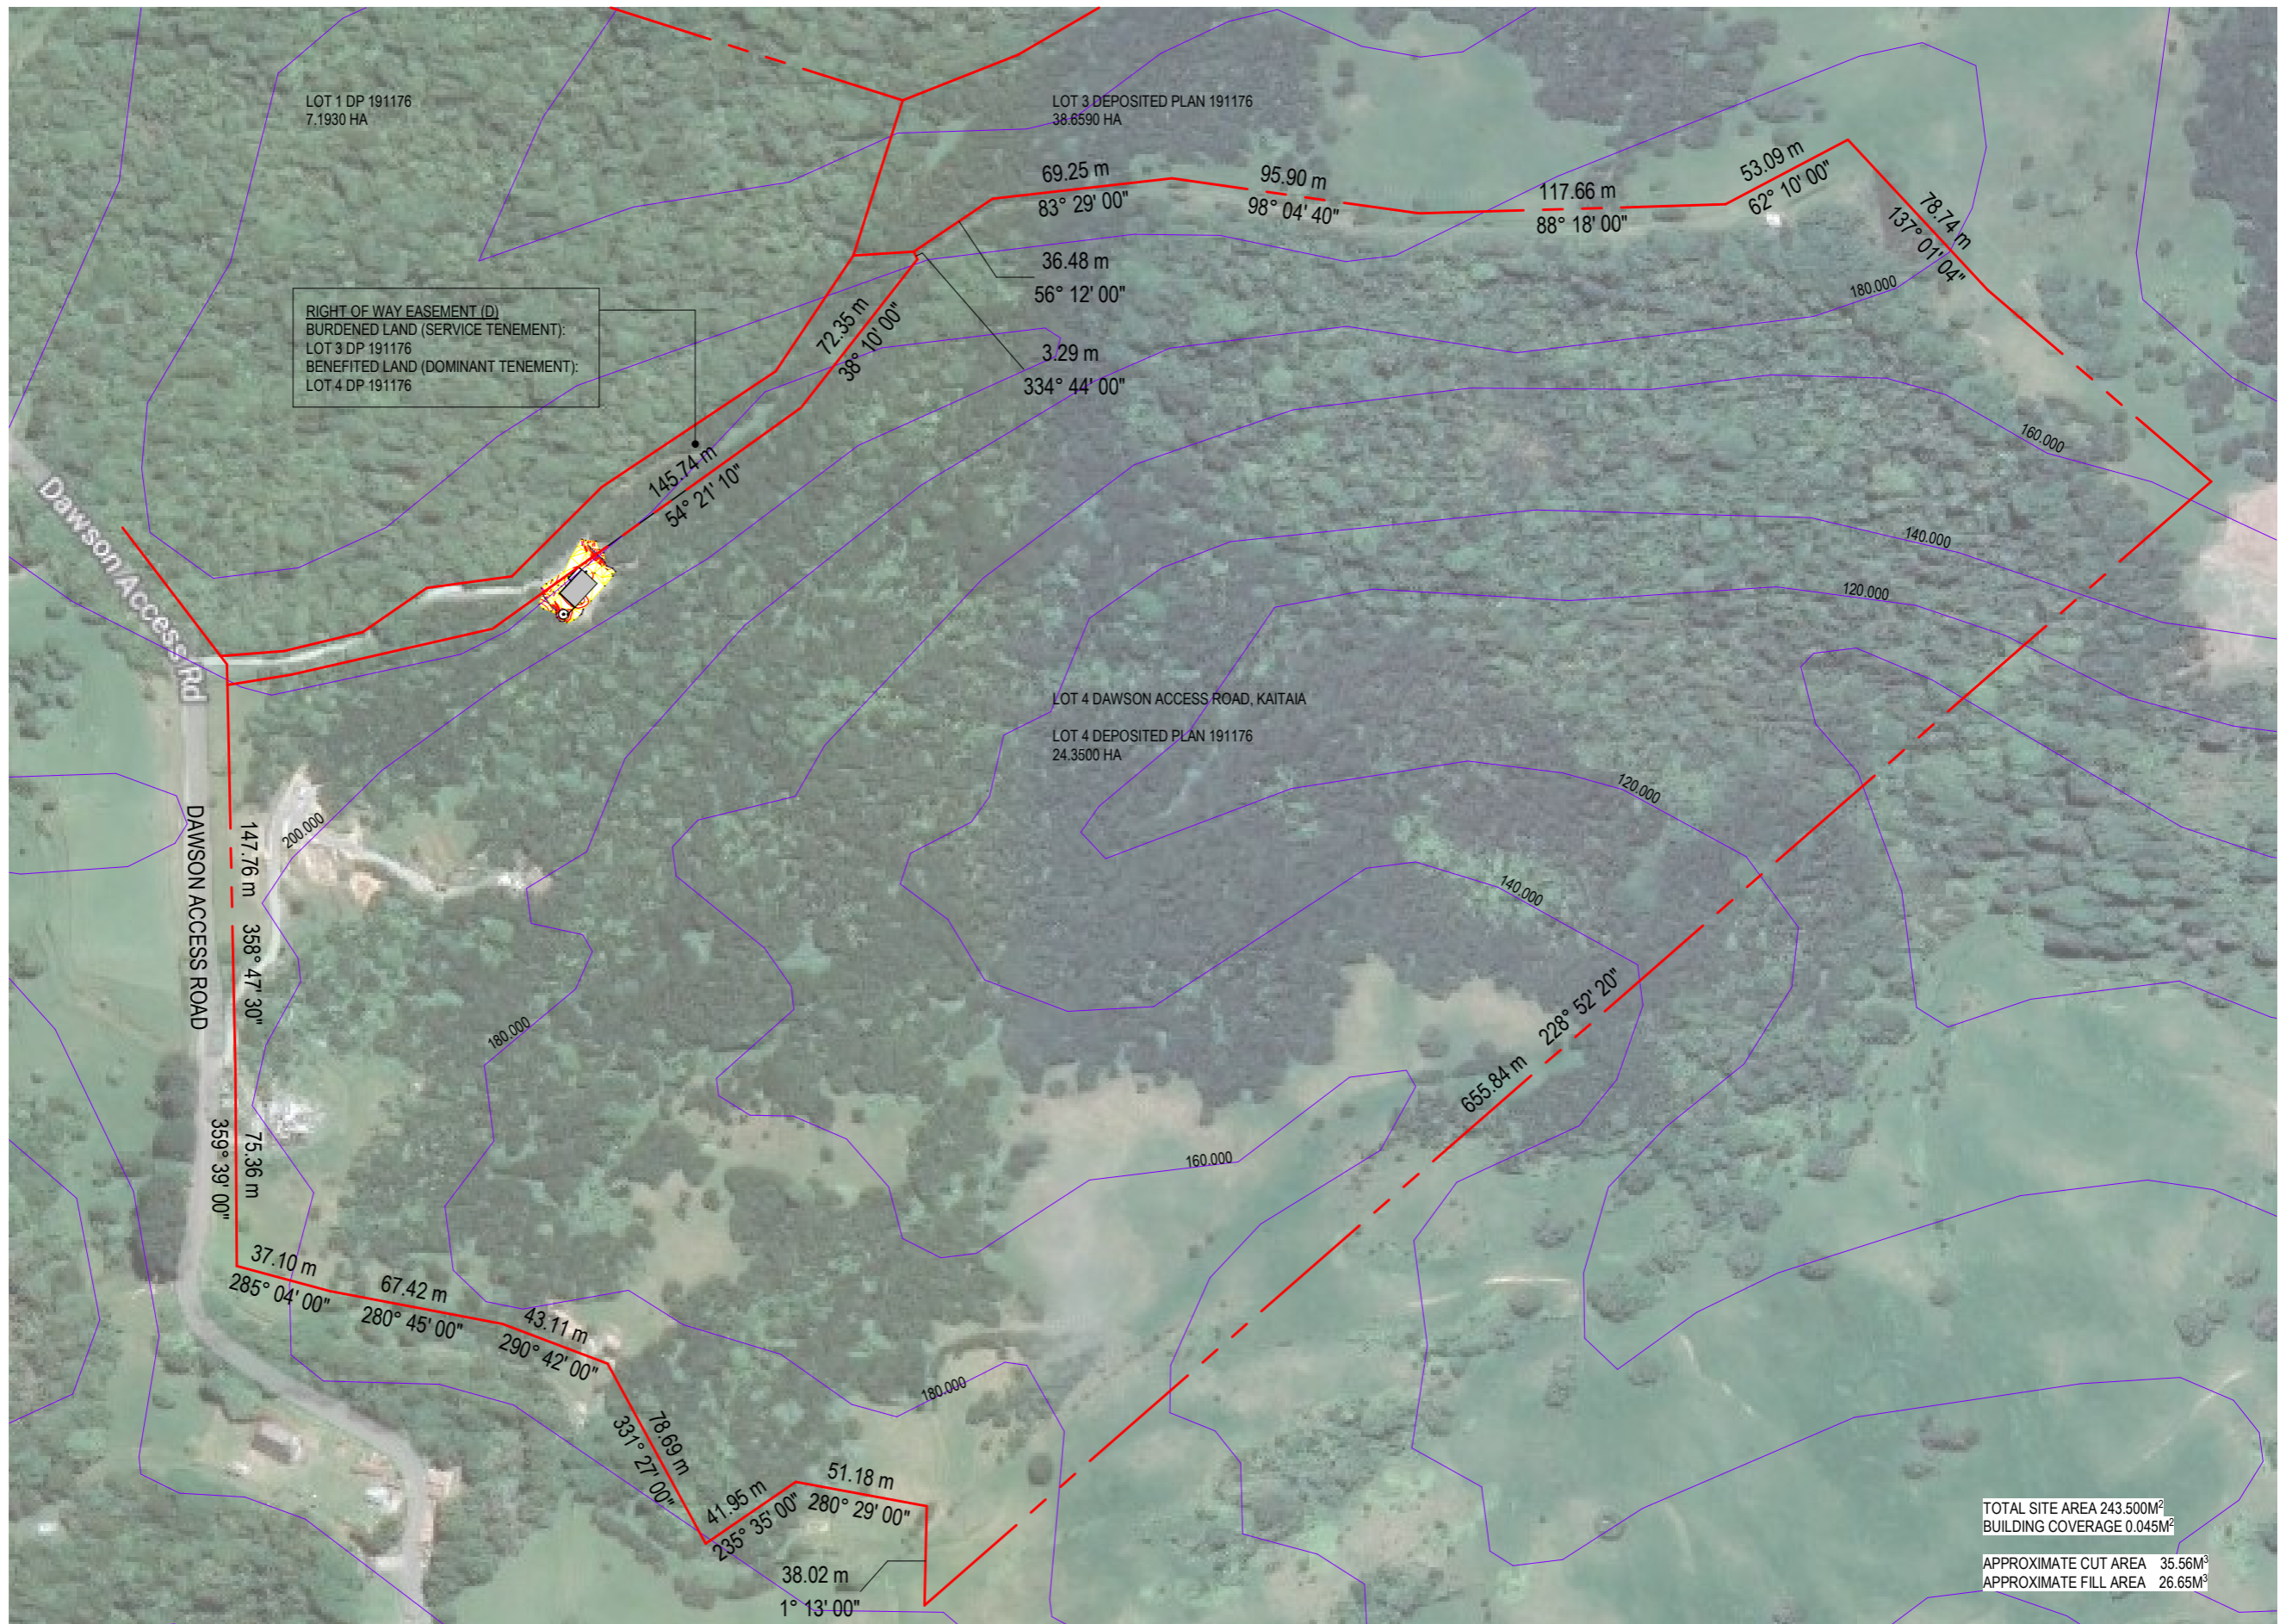 LOT 1 DP 191176
7.1930 HA
LOT 3 DEPOSITED PLAN 191176
38.6590 HA
69.25 m
83° 29' 00"
95.90 m
98° 04' 40"
117.66 m
88° 18' 00"
53.09 m
62° 10' 00"
78.74 m
137° 01' 04"
36.48 m
56° 12' 00"
3.29 m
334° 44' 00"
72.35 m
38° 10' 00"
180.000
RIGHT OF WAY EASEMENT (D)
BURDENED LAND (SERVICE TENEMENT):
LOT 3 DP 191176
BENEFITED LAND (DOMINANT TENEMENT):
LOT 4 DP 191176
145.74 m
54° 21' 10"
160.000
140.000
120.000
Dawson Access Rd
LOT 4 DAWSON ACCESS ROAD, KAITAIA
LOT 4 DEPOSITED PLAN 191176
24.3500 HA
120.000
200.000
DAWSON ACCESS ROAD
147.76 m 358° 47' 30"
140.000
180.000
228° 52' 20"
655.84 m
75.36 m
359° 39' 00"
160.000
37.10 m
285° 04' 00"
67.42 m
280° 45' 00"
43.11 m
290° 42' 00"
180.000
78.69 m
331° 27' 00"
41.95 m
235° 35' 00"
51.18 m
280° 29' 00"
38.02 m
1° 13' 00"
TOTAL SITE AREA 243.500M²
BUILDING COVERAGE 0.045M²
APPROXIMATE CUT AREA 35.56M³
APPROXIMATE FILL AREA 26.65M³